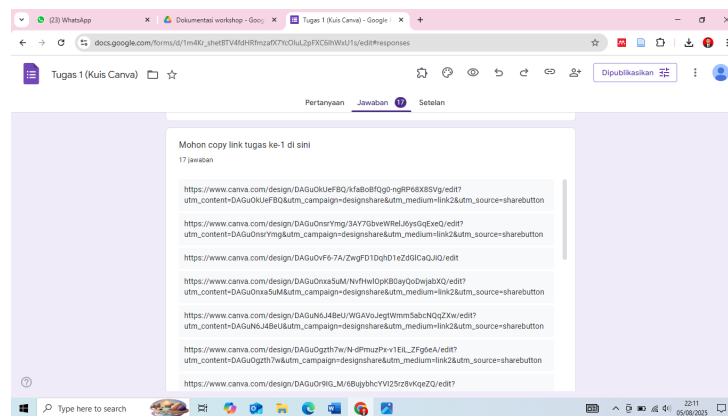 (23) WhatsApp
Dokumentasi workshop - Goog
Tugas 1 (Kuis Canva) - Google F
docs.google.com/forms/d/1m4Kr_shetBTV4fdHRfmzafX7YcOluL2pFXC6lhWxU1s/edit#responses
Tugas 1 (Kuis Canva)
Dipublikasikan
Pertanyaan Jawaban 17 Setelan
Mohon copy link tugas ke-1 di sini
17 jawaban
https://www.canva.com/design/DAGuOkUeFBQ/kfaBoBfQg0-ngRP68X8SVg/edit?
utm_content=DAGuOkUeFBQ&utm_campaign=designshare&utm_medium=link2&utm_source=sharebutton
https://www.canva.com/design/DAGuOnsrYmg/3AY7GbveWRelJ6ysGqExeQ/edit?
utm_content=DAGuOnsrYmg&utm_campaign=designshare&utm_medium=link2&utm_source=sharebutton
https://www.canva.com/design/DAGuOvF6-7A/ZwgFD1DqhD1eZdGlCaQJiQ/edit
https://www.canva.com/design/DAGuOnxa5uM/NvfHwlOpKB0ayQoDwjabXQ/edit?
utm_content=DAGuOnxa5uM&utm_campaign=designshare&utm_medium=link2&utm_source=sharebutton
https://www.canva.com/design/DAGuN6J4BeU/WGAVoJegtWmm5abcNQqZXw/edit?
utm_content=DAGuN6J4BeU&utm_campaign=designshare&utm_medium=link2&utm_source=sharebutton
https://www.canva.com/design/DAGuOgzth7w/N-dPmuzPx-v1EiL_ZFg6eA/edit?
utm_content=DAGuOgzth7w&utm_campaign=designshare&utm_medium=link2&utm_source=sharebutton
https://www.canva.com/design/DAGuOr9IG_M/6BujybhcYVI25rz8vKqeZQ/edit?
Type here to search
22:11
05/08/2025